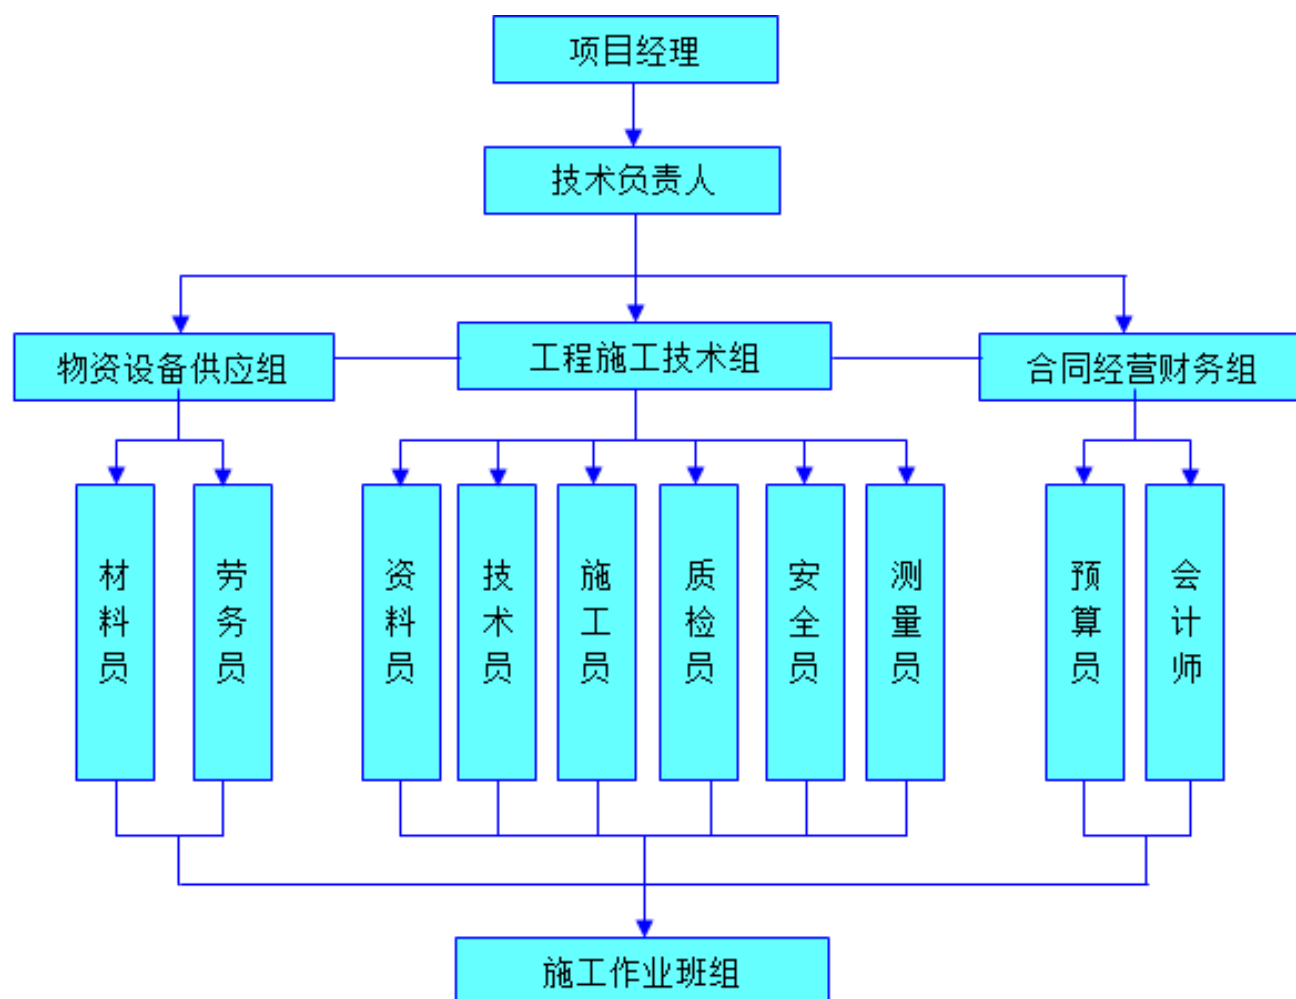 项目经理
技术负责人
物资设备供应组
工程施工技术组
合同经营财务组
材料员
劳务员
资料员
技术员
施工员
质检员
安全员
测量员
预算员
会计师
施工作业班组